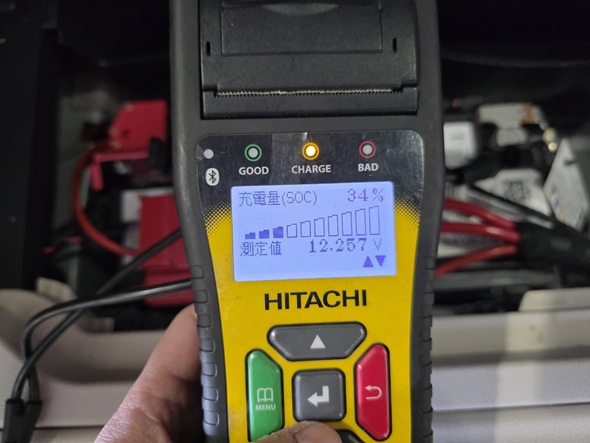 GOOD CHARGE BAD
充電量(SOC) 34%
測定値 12.257 V
▲▼
HITACHI
▲
MENU